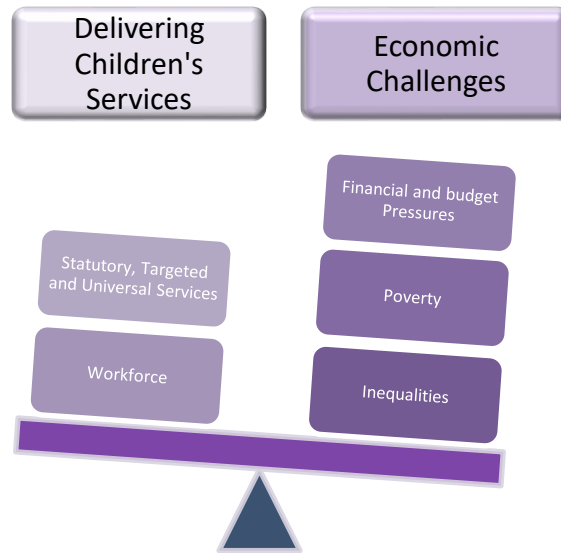 Delivering
Children's
Services
Economic
Challenges
Financial and budget
Pressures
Statutory, Targeted
and Universal Services
Poverty
Workforce
Inequalities